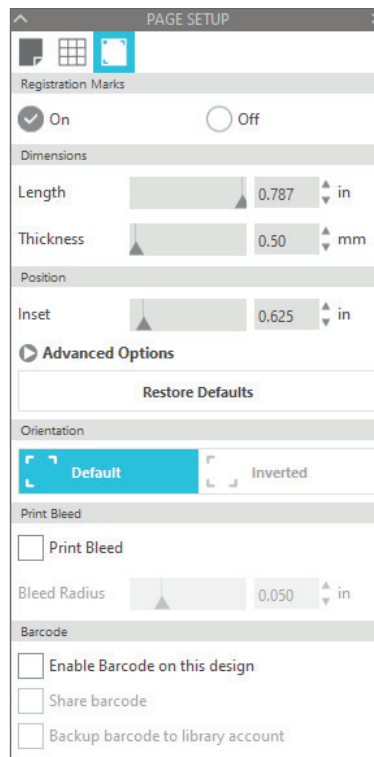 PAGE SETUP
Registration Marks
On Off
Dimensions
Length 0.787 in
Thickness 0.50 mm
Position
Inset 0.625 in
Advanced Options
Restore Defaults
Orientation
Default Inverted
Print Bleed
Print Bleed
Bleed Radius 0.050 in
Barcode
Enable Barcode on this design
Share barcode
Backup barcode to library account